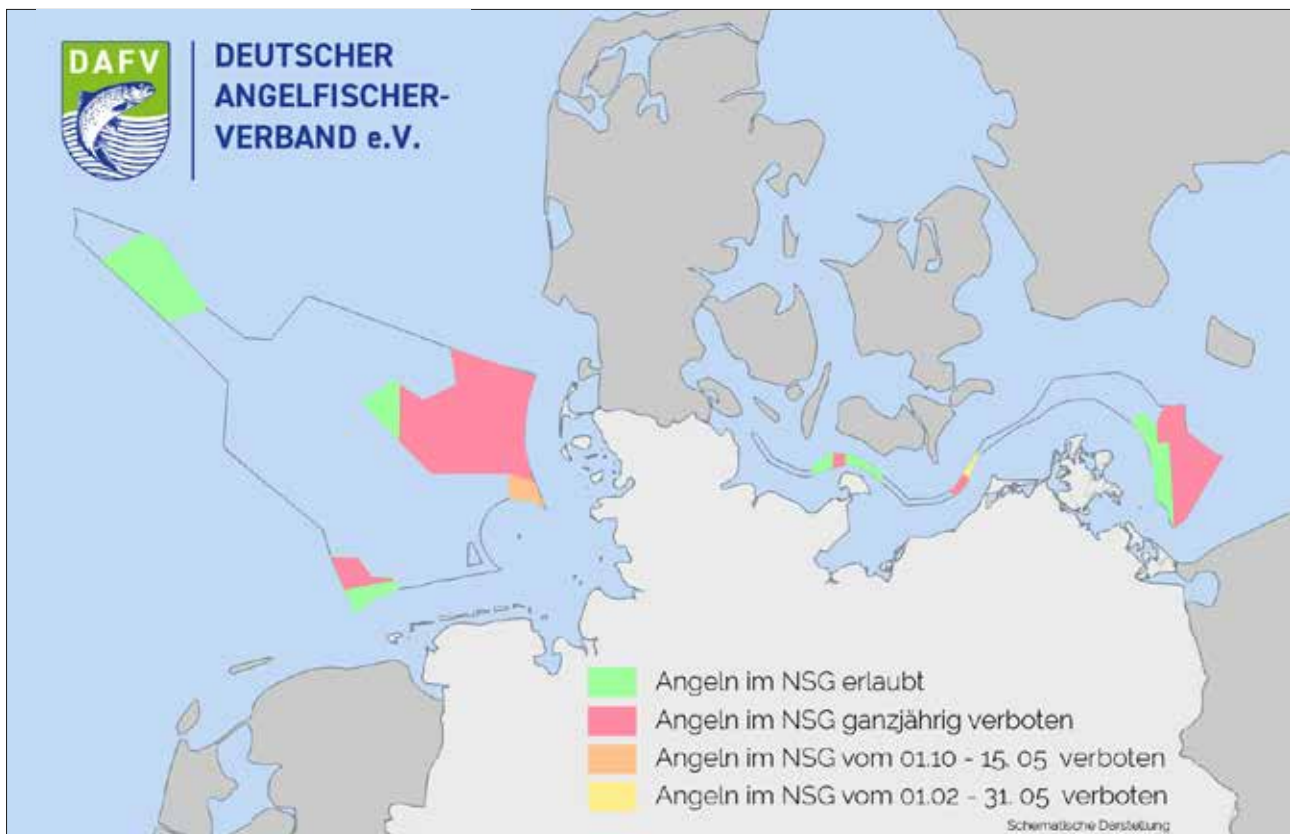 DAFV
DEUTSCHER
ANGELFISCHER-
VERBAND e.V.
Angeln im NSG erlaubt
Angeln im NSG ganzjährig verboten
Angeln im NSG vom 01.10 - 15. 05 verboten
Angeln im NSG vom 01.02 - 31. 05 verboten
Schematische Darstellung